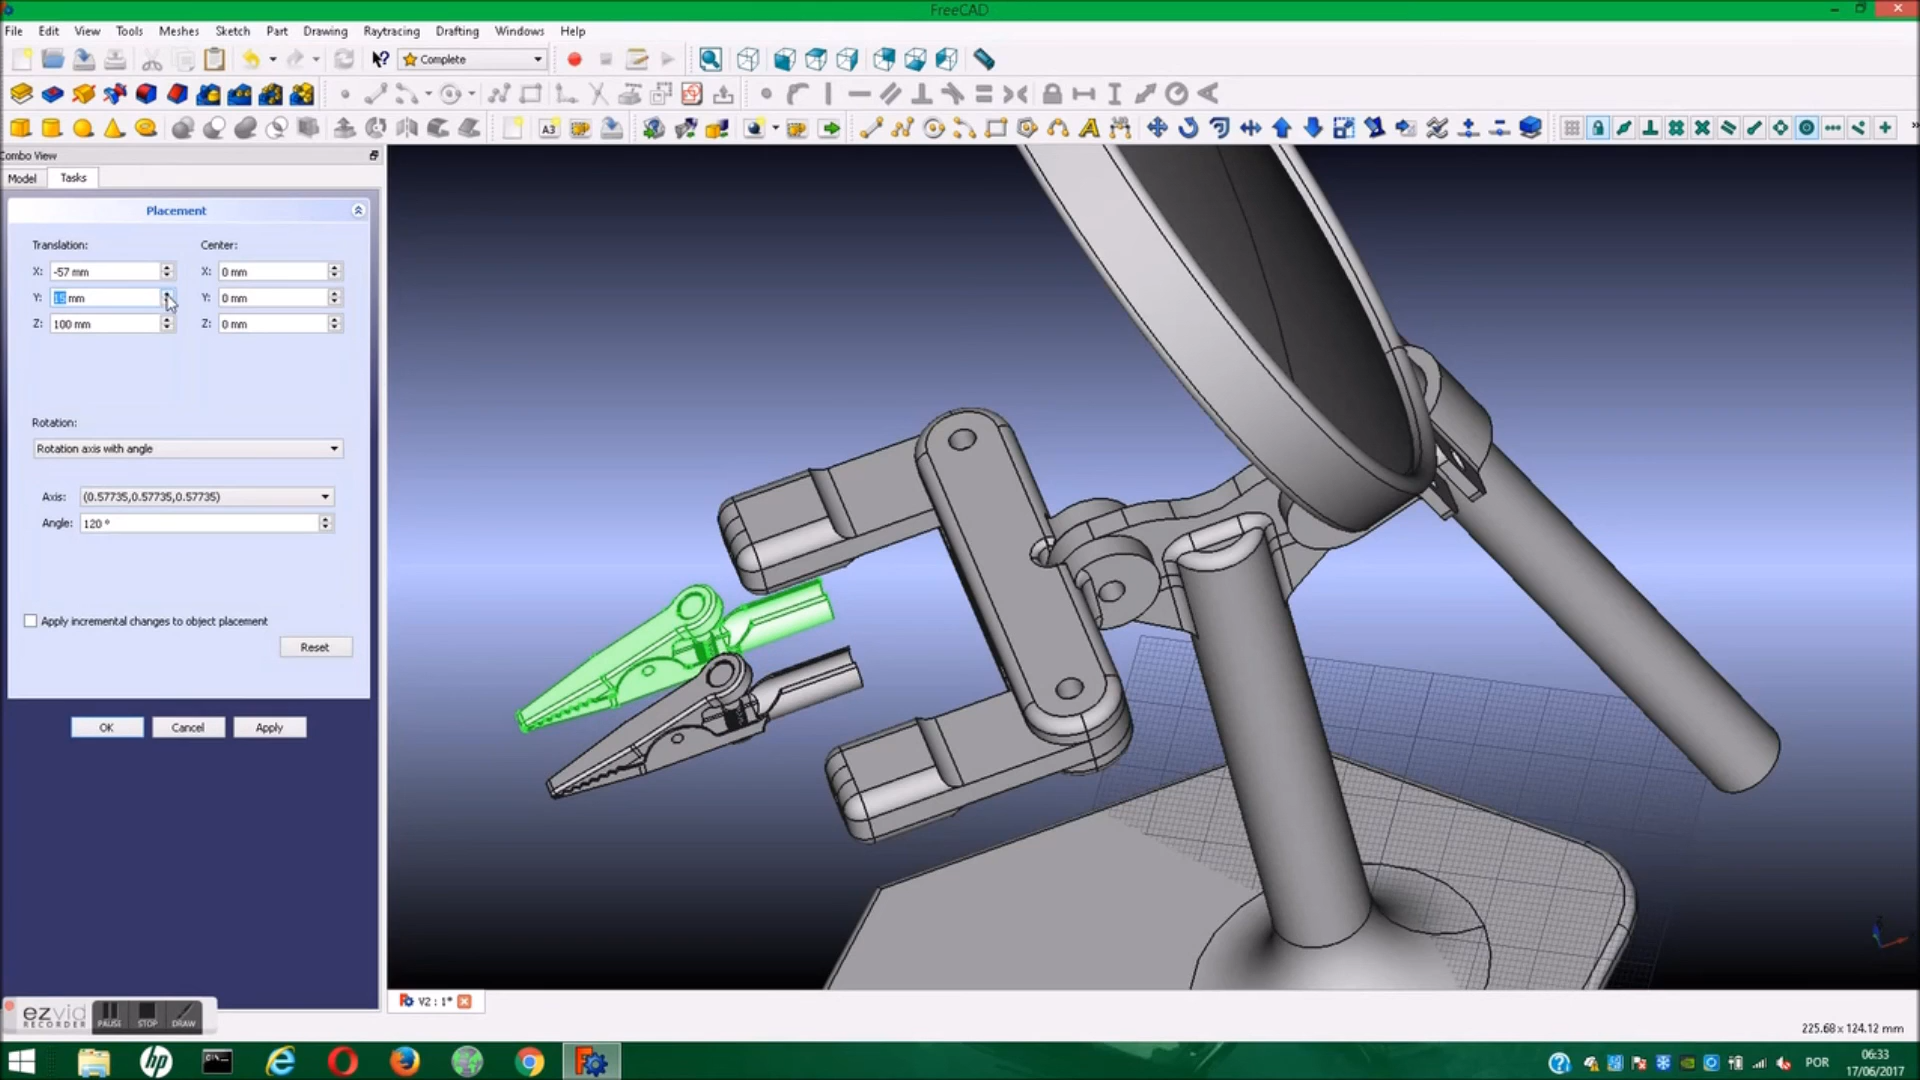 FreeCAD
File Edit View Tools Meshes Sketch Part Drawing Raytracing Drafting Windows Help
Complete
A3
Combo View
Model Tasks
Placement
Translation: Center:
X: -57 mm X: 0 mm
Y: 15 mm Y: 0 mm
Z: 100 mm Z: 0 mm
Rotation:
Rotation axis with angle
Axis: (0.57735,0.57735,0.57735)
Angle: 120 °
Apply incremental changes to object placement
Reset
OK Cancel Apply
V2 : 1*
ezvid
RECORDER
PAUSE STOP DRAW
225.68 x 124.12 mm
hp
POR
06:33
17/06/2017